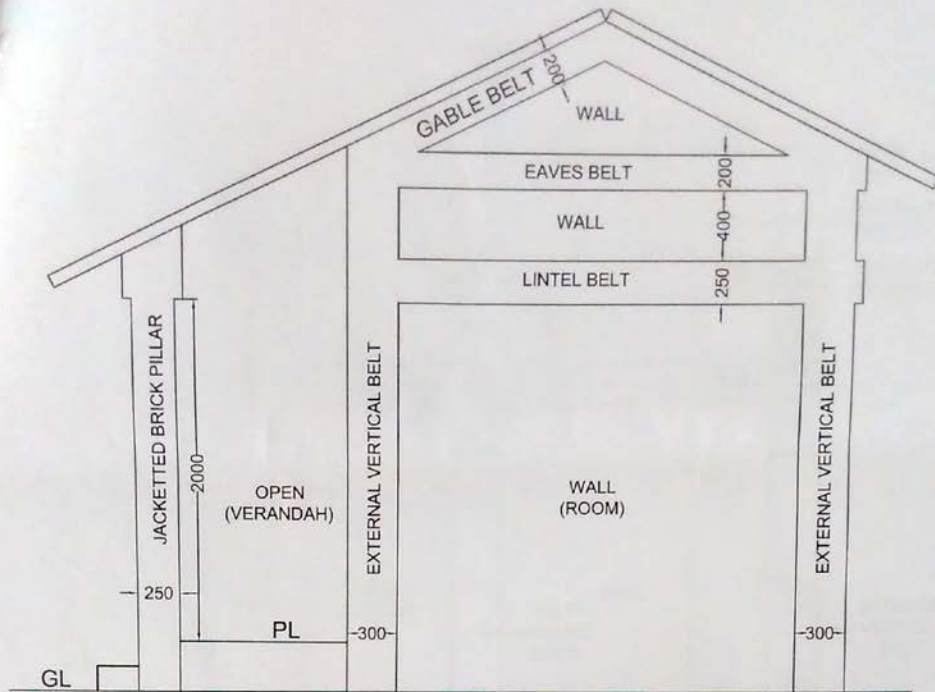 200
GABLE BELT
WALL
EAVES BELT
200
WALL
400
LINTEL BELT
250
JACKETTED BRICK PILLAR
2000
OPEN
(VERANDAH)
EXTERNAL VERTICAL BELT
WALL
(ROOM)
EXTERNAL VERTICAL BELT
250
PL
300
300
GL